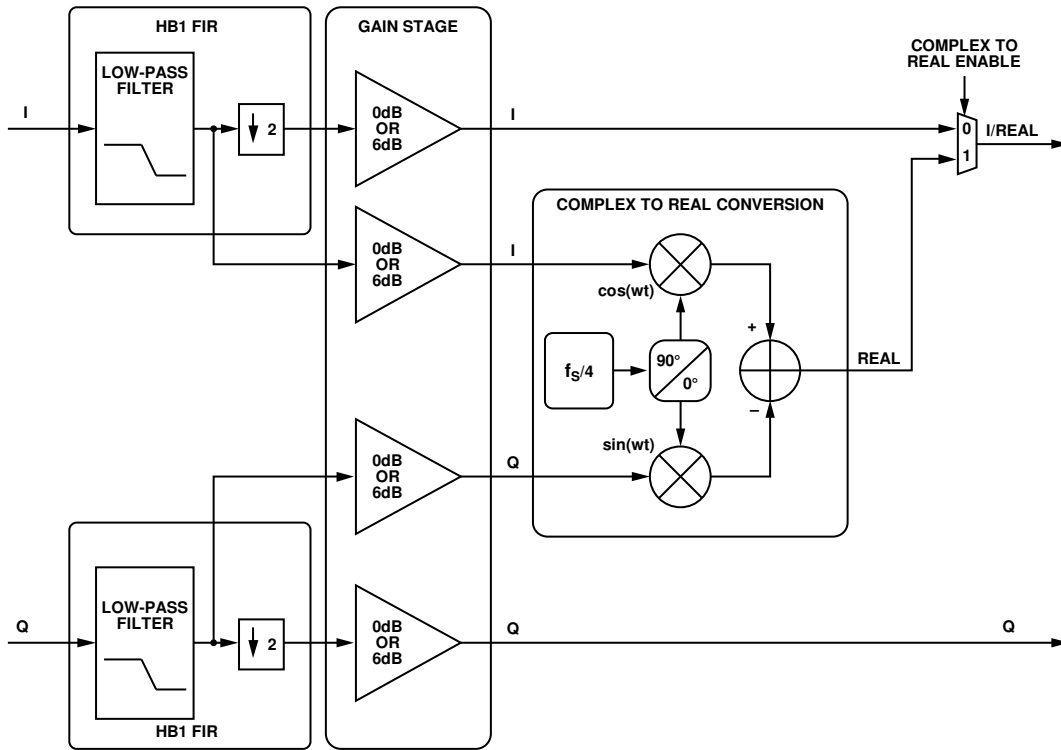 HB1 FIR
GAIN STAGE
LOW-PASS
FILTER
COMPLEX TO
REAL ENABLE
I
2
0dB
OR
6dB
I
0
1
I/REAL
COMPLEX TO REAL CONVERSION
0dB
OR
6dB
I
cos(wt)
+
fS/4
90°
0°
REAL
–
sin(wt)
0dB
OR
6dB
Q
LOW-PASS
FILTER
Q
2
0dB
OR
6dB
Q
Q
HB1 FIR